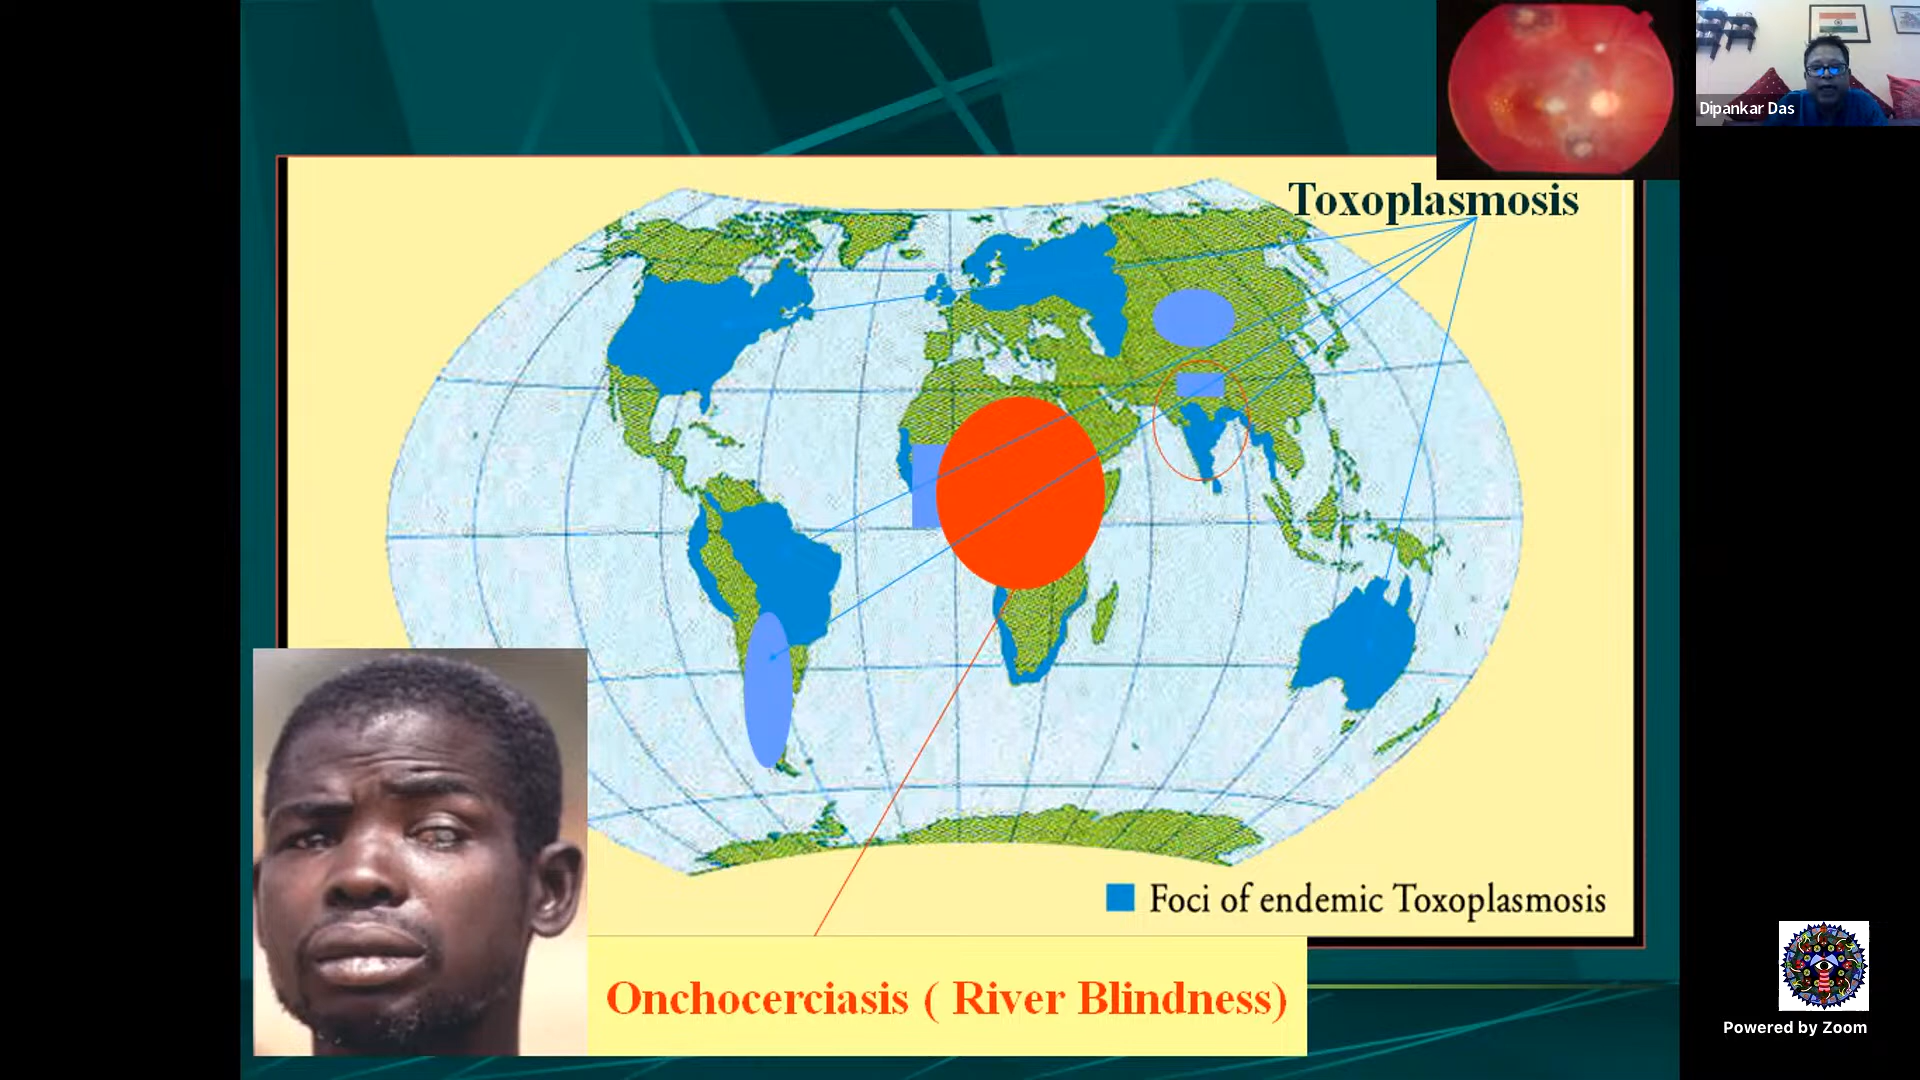 Dipankar Das
Toxoplasmosis
Foci of endemic Toxoplasmosis
Onchocerciasis ( River Blindness)
Powered by Zoom